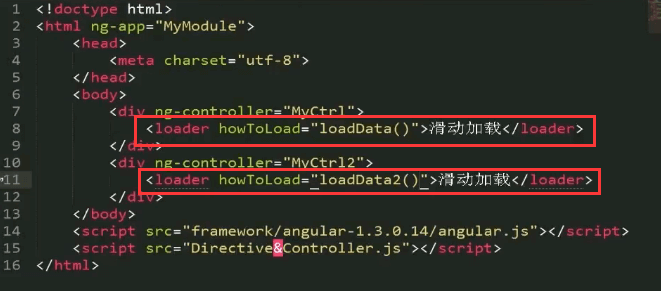 1 <!doctype html>
2 <html ng-app="MyModule">
3 <head>
4 <meta charset="utf-8">
5 </head>
6 <body>
7 <div ng-controller="MyCtrl">
8 <loader howToLoad="loadData()">滑动加载</loader>
9 </div>
10 <div ng-controller="MyCtrl2">
11 <loader howToLoad="loadData2()">滑动加载</loader>
12 </div>
13 </body>
14 <script src="framework/angular-1.3.0.14/angular.js"></script>
15 <script src="Directive&Controller.js"></script>
16 </html>